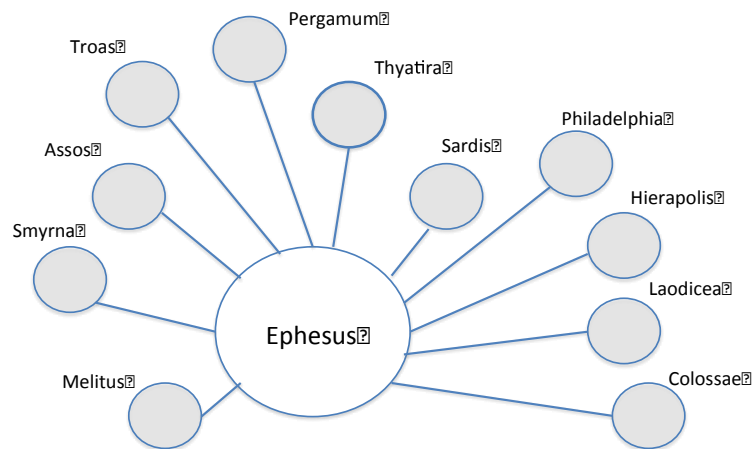 Pergamum
Troas
Thyatira
Philadelphia
Sardis
Assos
Hierapolis
Smyrna
Laodicea
Ephesus
Melitus
Colossae